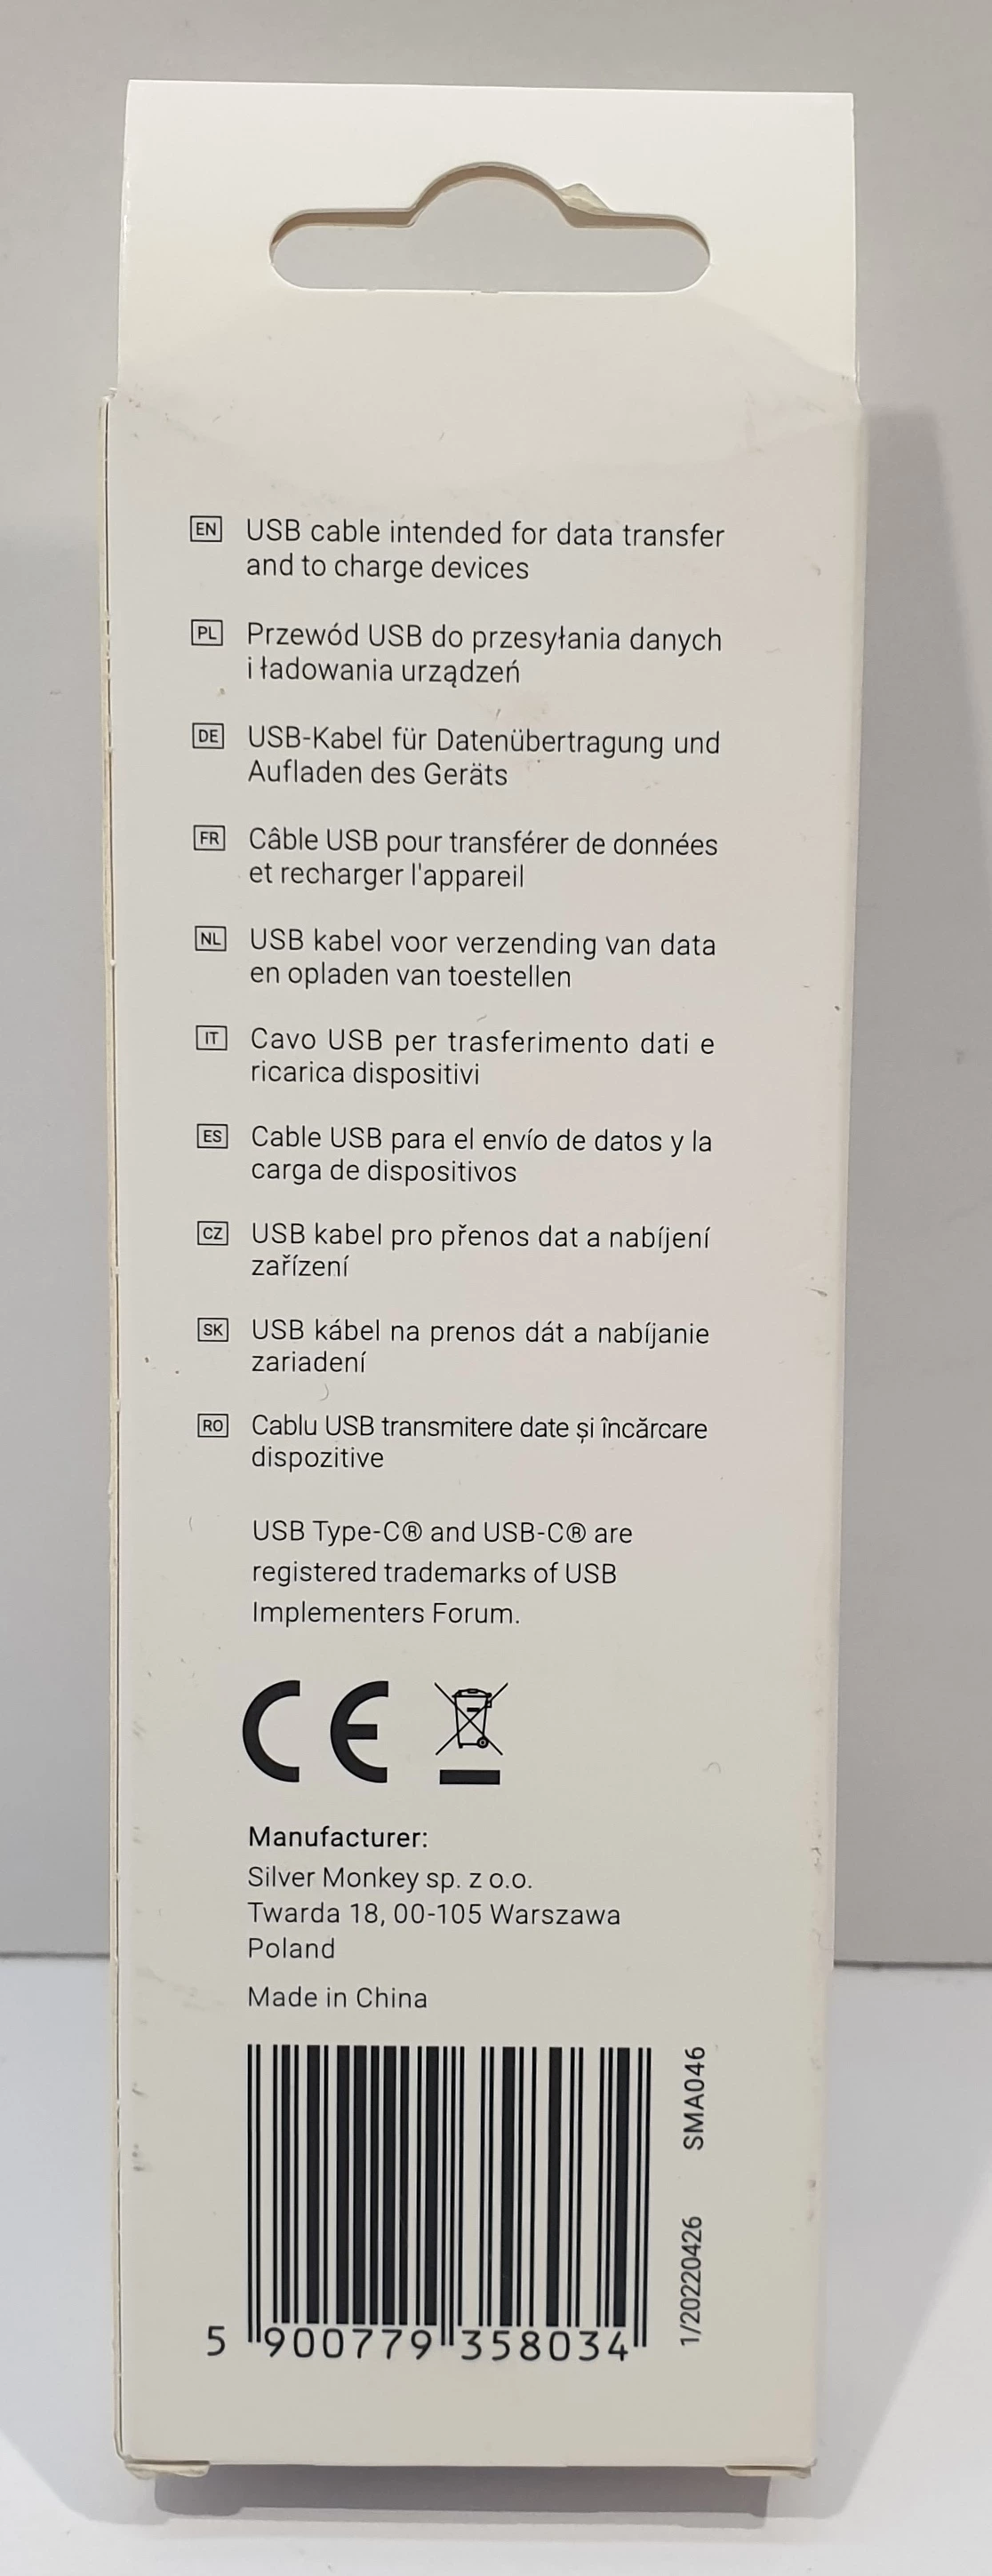 EN USB cable intended for data transfer
and to charge devices
PL Przewód USB do przesyłania danych
i ładowania urządzeń
DE USB-Kabel für Datenübertragung und
Aufladen des Geräts
FR Câble USB pour transférer de données
et recharger l'appareil
NL USB kabel voor verzending van data
en opladen van toestellen
IT Cavo USB per trasferimento dati e
ricarica dispositivi
ES Cable USB para el envío de datos y la
carga de dispositivos
CZ USB kabel pro přenos dat a nabíjení
zařízení
SK USB kábel na prenos dát a nabíjanie
zariadení
RO Cablu USB transmitere date și încărcare
dispozitive
USB Type-C® and USB-C® are
registered trademarks of USB
Implementers Forum.
CE
Manufacturer:
Silver Monkey sp. z o.o.
Twarda 18, 00-105 Warszawa
Poland
Made in China
5 900779 358034
1/20220426 SMA046